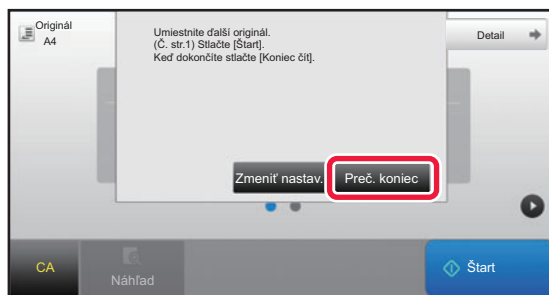 Originál
A4
Umiestnite ďalší originál.
(Č. str.1) Stlačte [Štart].
Keď dokončíte stlačte [Koniec čít].
Detail
Zmeniť nastav.
Preč. koniec
CA
Náhľad
Štart